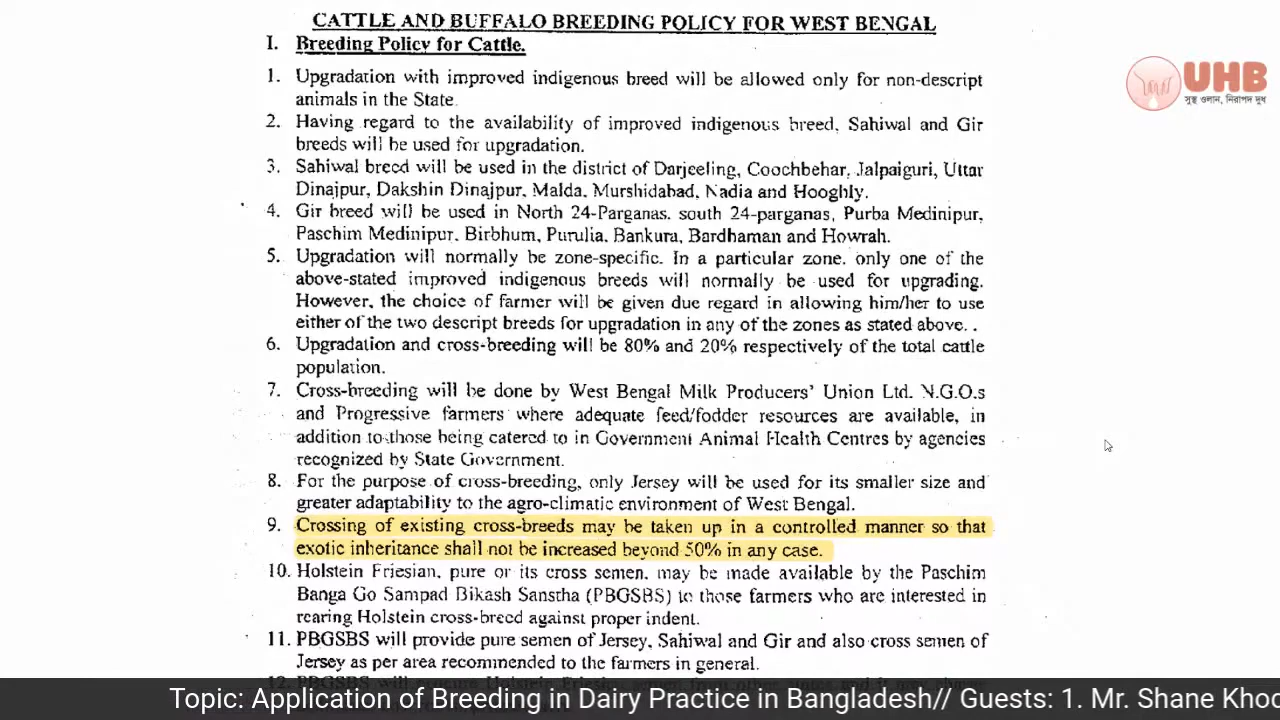 CATTLE AND BUFFALO BREEDING POLICY FOR WEST BENGAL
I. Breeding Policy for Cattle.
1. Upgradation with improved indigenous breed will be allowed only for non-descript
animals in the State.
2. Having regard to the availability of improved indigenous breed, Sahiwal and Gir
breeds will be used for upgradation.
3. Sahiwal breed will be used in the district of Darjeeling, Coochbehar, Jalpaiguri, Uttar
Dinajpur, Dakshin Dinajpur, Malda, Murshidabad, Nadia and Hooghly.
4. Gir breed will be used in North 24-Parganas. south 24-parganas, Purba Medinipur,
Paschim Medinipur. Birbhum, Purulia, Bankura, Bardhaman and Howrah.
5. Upgradation will normally be zone-specific. In a particular zone. only one of the
above-stated improved indigenous breeds will normally be used for upgrading.
However, the choice of farmer will be given due regard in allowing him/her to use
either of the two descript breeds for upgradation in any of the zones as stated above. .
6. Upgradation and cross-breeding will be 80% and 20% respectively of the total cattle
population.
7. Cross-breeding will be done by West Bengal Milk Producers' Union Ltd. N.G.O.s
and Progressive farmers where adequate feed/fodder resources are available, in
addition to those being catered to in Government Animal Health Centres by agencies
recognized by State Government.
8. For the purpose of cross-breeding, only Jersey will be used for its smaller size and
greater adaptability to the agro-climatic environment of West Bengal.
9. Crossing of existing cross-breeds may be taken up in a controlled manner so that
exotic inheritance shall not be increased beyond 50% in any case.
10. Holstein Friesian, pure or its cross semen, may be made available by the Paschim
Banga Go Sampad Bikash Sanstha (PBGSBS) to those farmers who are interested in
rearing Holstein cross-breed against proper indent.
11. PBGSBS will provide pure semen of Jersey, Sahiwal and Gir and also cross semen of
Jersey as per area recommended to the farmers in general.
UHB
সুস্থ ওলান, নিরাপদ দুধ
Topic: Application of Breeding in Dairy Practice in Bangladesh// Guests: 1. Mr. Shane Khoo